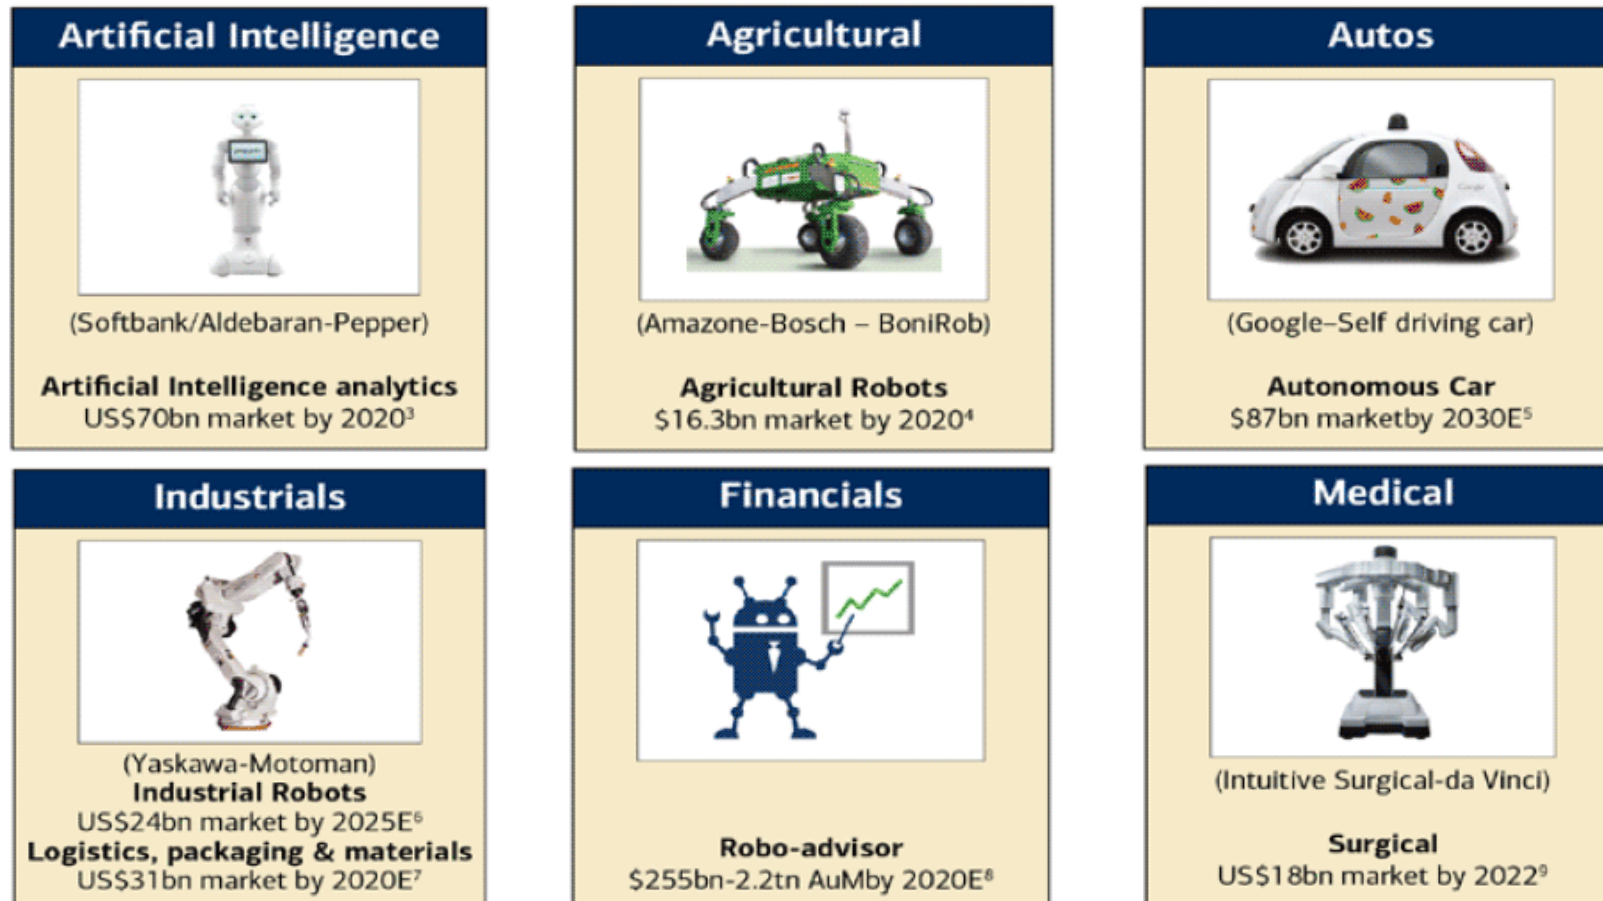 Artificial Intelligence
(Softbank/Aldebaran-Pepper)
Artificial Intelligence analytics
US$70bn market by 2020³
Agricultural
(Amazone-Bosch – BoniRob)
Agricultural Robots
$16.3bn market by 2020⁴
Autos
Google
(Google–Self driving car)
Autonomous Car
$87bn marketby 2030E⁵
Industrials
(Yaskawa-Motoman)
Industrial Robots
US$24bn market by 2025E⁶
Logistics, packaging & materials
US$31bn market by 2020E⁷
Financials
Robo-advisor
$255bn-2.2tn AuMby 2020E⁸
Medical
(Intuitive Surgical-da Vinci)
Surgical
US$18bn market by 2022⁹